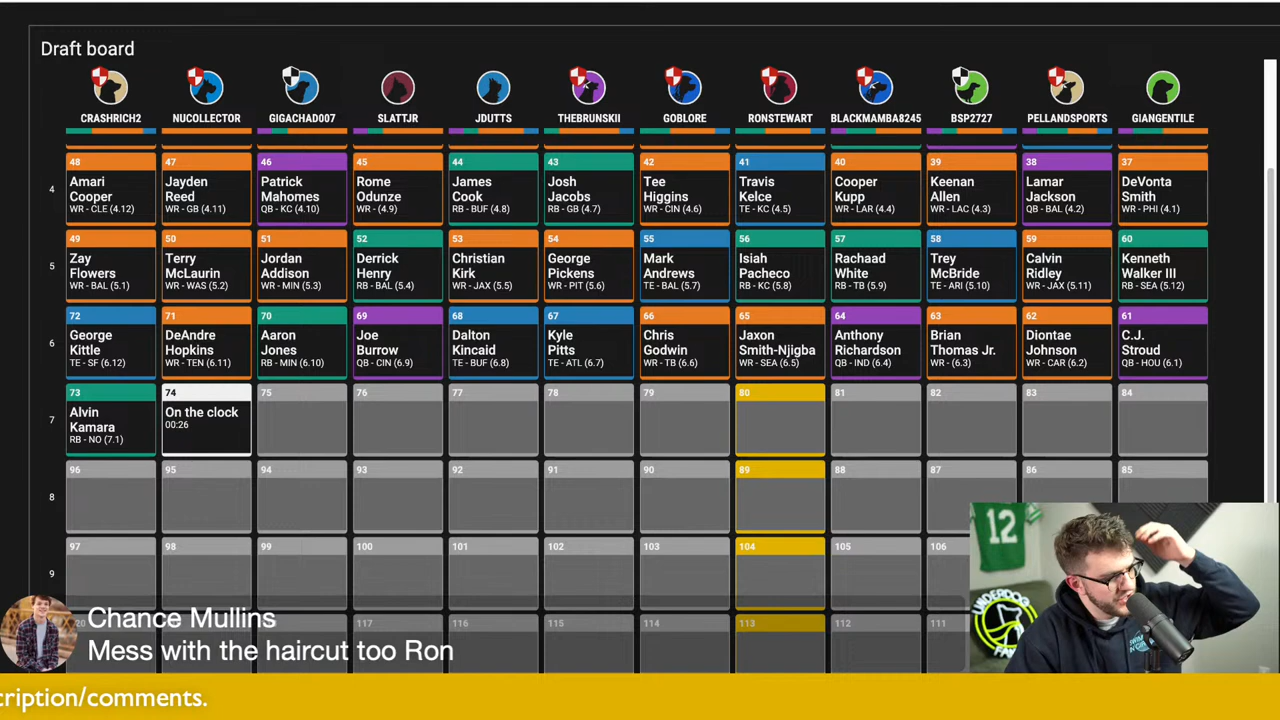 Draft board
CRASHRICH2 NUCOLLECTOR GIGACHAD007 SLATTJR JDUTTS THEBRUNSKII GOBLORE RONSTEWART BLACKMAMBA8245 BSP2727 PELLANDSPORTS GIANGENTILE
48 47 46 45 44 43 42 41 40 39 38 37
4
Amari Jayden Patrick Rome James Josh Tee Travis Cooper Keenan Lamar DeVonta
Cooper Reed Mahomes Odunze Cook Jacobs Higgins Kelce Kupp Allen Jackson Smith
WR - CLE (4.12) WR - GB (4.11) QB - KC (4.10) WR - (4.9) RB - BUF (4.8) RB - GB (4.7) WR - CIN (4.6) TE - KC (4.5) WR - LAR (4.4) WR - LAC (4.3) QB - BAL (4.2) WR - PHI (4.1)
49 50 51 52 53 54 55 56 57 58 59 60
5
Zay Terry Jordan Derrick Christian George Mark Isiah Rachaad Trey Calvin Kenneth
Flowers McLaurin Addison Henry Kirk Pickens Andrews Pacheco White McBride Ridley Walker III
WR - BAL (5.1) WR - WAS (5.2) WR - MIN (5.3) RB - BAL (5.4) WR - JAX (5.5) WR - PIT (5.6) TE - BAL (5.7) RB - KC (5.8) RB - TB (5.9) TE - ARI (5.10) WR - JAX (5.11) RB - SEA (5.12)
72 71 70 69 68 67 66 65 64 63 62 61
6
George DeAndre Aaron Joe Dalton Kyle Chris Jaxon Anthony Brian Diontae C.J.
Kittle Hopkins Jones Burrow Kincaid Pitts Godwin Smith-Njigba Richardson Thomas Jr. Johnson Stroud
TE - SF (6.12) WR - TEN (6.11) RB - MIN (6.10) QB - CIN (6.9) TE - BUF (6.8) TE - ATL (6.7) WR - TB (6.6) WR - SEA (6.5) QB - IND (6.4) WR - (6.3) WR - CAR (6.2) QB - HOU (6.1)
73 74 75 76 77 78 79 80 81 82 83 84
7
Alvin On the clock
Kamara 00:26
RB - NO (7.1)
96 95 94 93 92 91 90 89 88 87 86 85
8
97 98 99 100 101 102 103 104 105 106
9
117 116 115 114 113 112 111
12
UNDERDOG
Chance Mullins
Mess with the haircut too Ron
cription/comments.